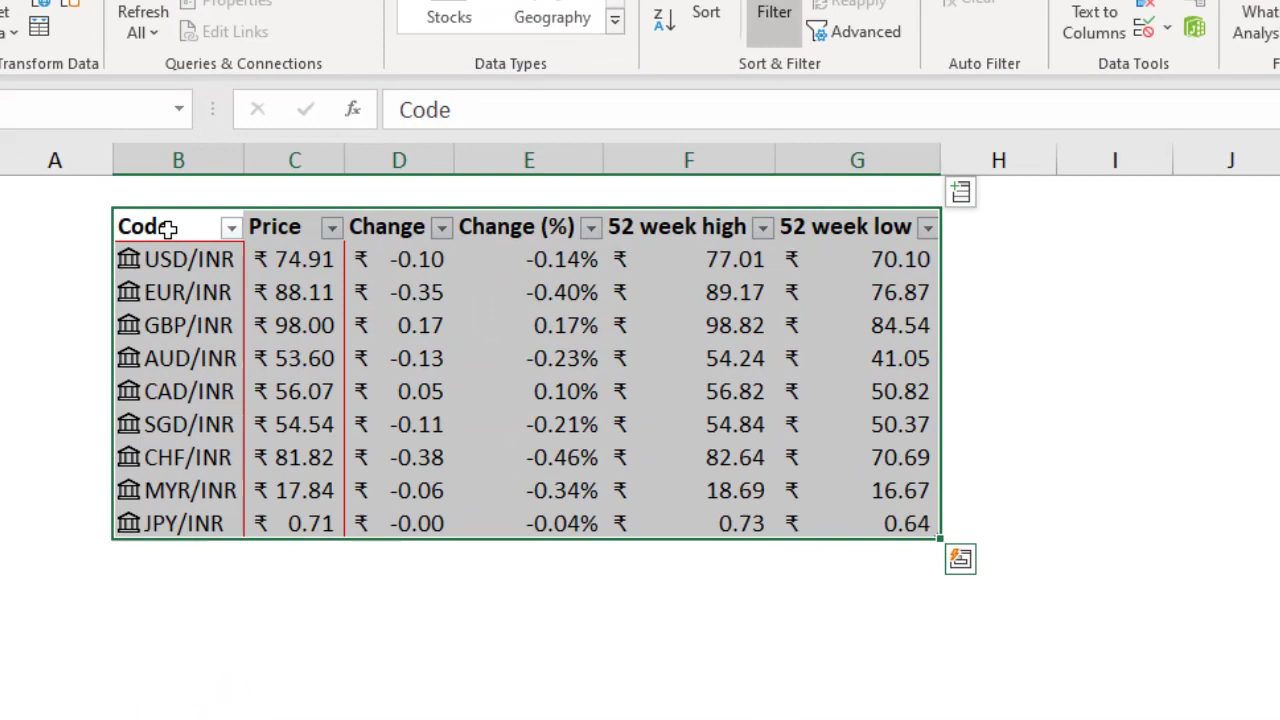 Properties
Refresh All
Edit Links
Stocks
Geography
Sort
Filter
Reapply
Advanced
Clear
Text to Columns
Transform Data
Queries & Connections
Data Types
Sort & Filter
Auto Filter
Data Tools
fx
Code
A B C D E F G H I J
Code Price Change Change (%) 52 week high 52 week low
USD/INR ₹ 74.91 ₹ -0.10 -0.14% ₹ 77.01 ₹ 70.10
EUR/INR ₹ 88.11 ₹ -0.35 -0.40% ₹ 89.17 ₹ 76.87
GBP/INR ₹ 98.00 ₹ 0.17 0.17% ₹ 98.82 ₹ 84.54
AUD/INR ₹ 53.60 ₹ -0.13 -0.23% ₹ 54.24 ₹ 41.05
CAD/INR ₹ 56.07 ₹ 0.05 0.10% ₹ 56.82 ₹ 50.82
SGD/INR ₹ 54.54 ₹ -0.11 -0.21% ₹ 54.84 ₹ 50.37
CHF/INR ₹ 81.82 ₹ -0.38 -0.46% ₹ 82.64 ₹ 70.69
MYR/INR ₹ 17.84 ₹ -0.06 -0.34% ₹ 18.69 ₹ 16.67
JPY/INR ₹ 0.71 ₹ -0.00 -0.04% ₹ 0.73 ₹ 0.64